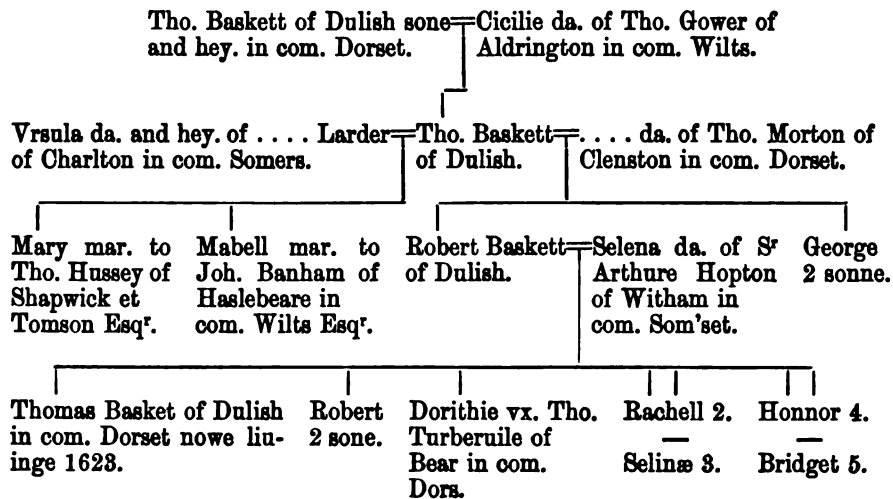 Tho. Baskett of Dulish sone
and hey. in com. Dorset.
Cicilie da. of Tho. Gower of
Aldrington in com. Wilts.
Vrsula da. and hey. of . . . . Larder
of Charlton in com. Somers.
Tho. Baskett
of Dulish.
. . . . da. of Tho. Morton of
Clenston in com. Dorset.
Mary mar. to
Tho. Hussey of
Shapwick et
Tomson Esqʳ.
Mabell mar. to
Joh. Banham of
Haslebeare in
com. Wilts Esqʳ.
Robert Baskett
of Dulish.
Selena da. of Sʳ
Arthure Hopton
of Witham in
com. Som'set.
George
2 sonne.
Thomas Basket of Dulish
in com. Dorset nowe liu-
inge 1623.
Robert
2 sone.
Dorithie vx. Tho.
Turberuile of
Bear in com.
Dors.
Rachell 2.
—
Selinæ 3.
Honnor 4.
—
Bridget 5.